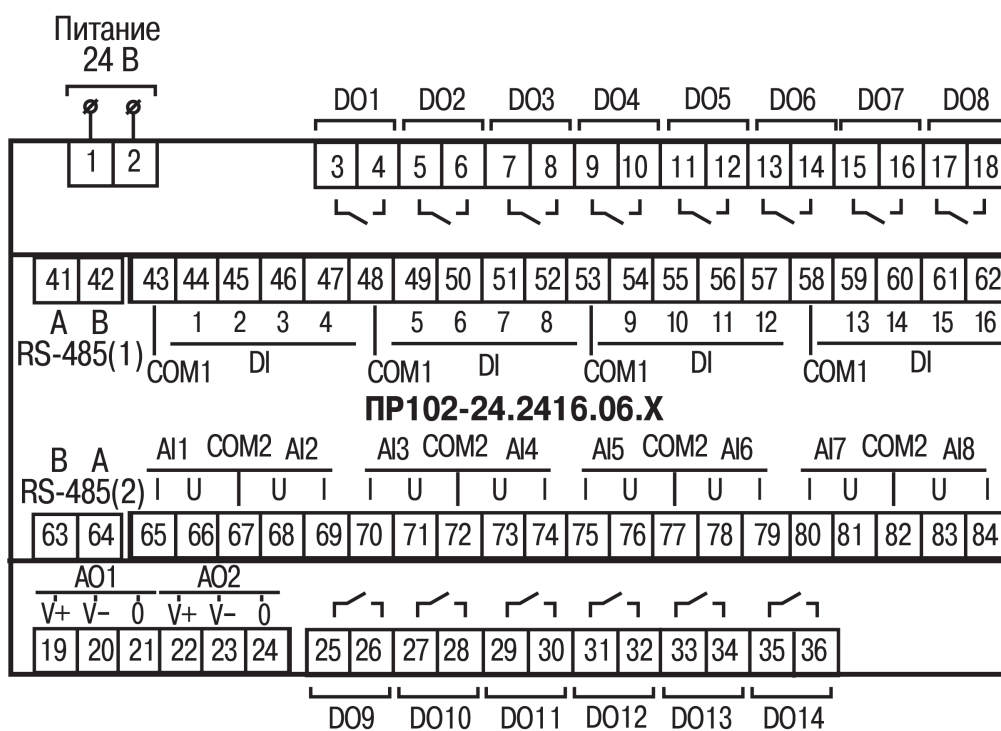 Питание
24 В
DO1 DO2 DO3 DO4 DO5 DO6 DO7 DO8
1 2 3 4 5 6 7 8 9 10 11 12 13 14 15 16 17 18
41 42 43 44 45 46 47 48 49 50 51 52 53 54 55 56 57 58 59 60 61 62
A B 1 2 3 4 5 6 7 8 9 10 11 12 13 14 15 16
RS-485(1) COM1 DI COM1 DI COM1 DI COM1 DI
ПР102-24.2416.06.X
B A AI1 COM2 AI2 AI3 COM2 AI4 AI5 COM2 AI6 AI7 COM2 AI8
RS-485(2) I U U I I U U I I U U I I U U I
63 64 65 66 67 68 69 70 71 72 73 74 75 76 77 78 79 80 81 82 83 84
AO1 AO2
V+ V− 0 V+ V− 0
19 20 21 22 23 24 25 26 27 28 29 30 31 32 33 34 35 36
DO9 DO10 DO11 DO12 DO13 DO14